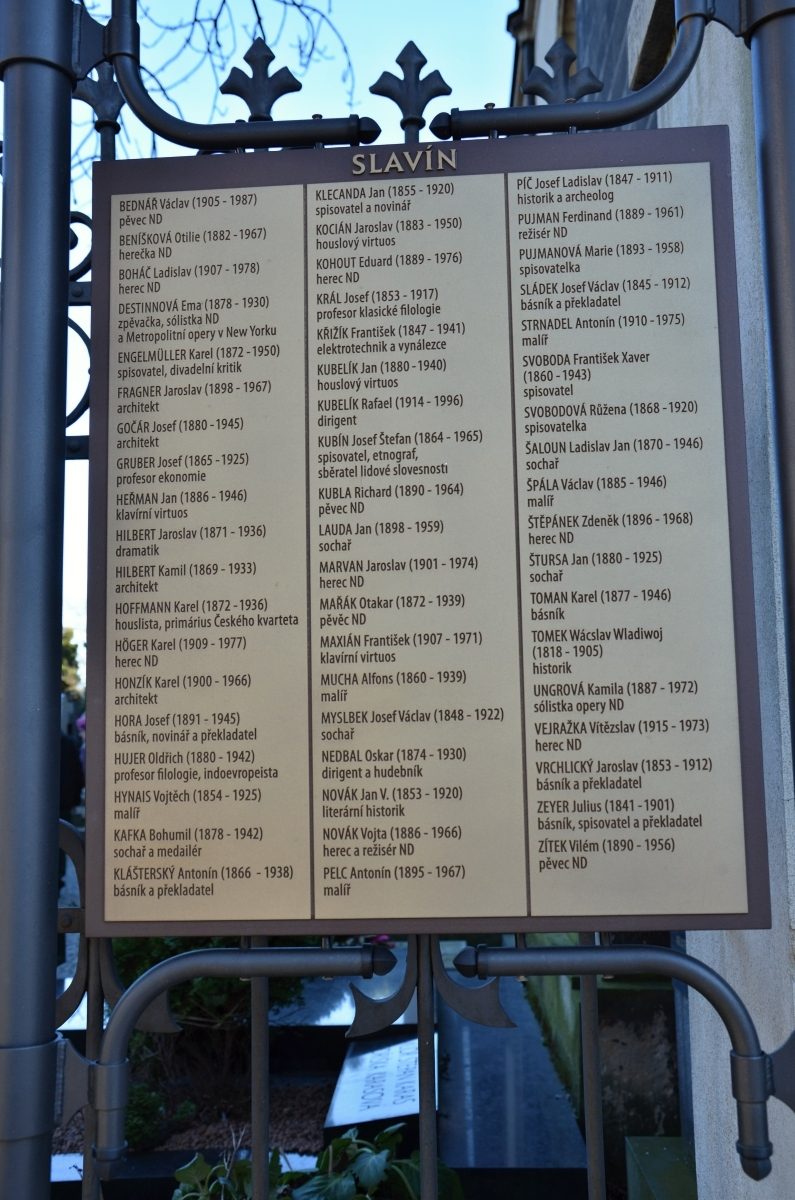 SLAVÍN
BEDNÁŘ Václav (1905 - 1987)
pěvec ND
BENÍŠKOVÁ Otilie (1882 -1967)
herečka ND
BOHÁČ Ladislav (1907 - 1978)
herec ND
DESTINNOVÁ Ema (1878 - 1930)
zpěvačka, sólistka ND
a Metropolitní opery v New Yorku
ENGELMÜLLER Karel (1872 -1950)
spisovatel, divadelní kritik
FRAGNER Jaroslav (1898 - 1967)
architekt
GOČÁR Josef (1880 -1945)
architekt
GRUBER Josef (1865 -1925)
profesor ekonomie
HEŘMAN Jan (1886 - 1946)
klavírní virtuos
HILBERT Jaroslav (1871 - 1936)
dramatik
HILBERT Kamil (1869 - 1933)
architekt
HOFFMANN Karel (1872 -1936)
houslista, primárius Českého kvarteta
HÖGER Karel (1909 - 1977)
herec ND
HONZÍK Karel (1900 - 1966)
architekt
HORA Josef (1891 - 1945)
básník, novinář a překladatel
HUJER Oldřich (1880 - 1942)
profesor filologie, indoevropeista
HYNAIS Vojtěch (1854 - 1925)
malíř
KAFKA Bohumil (1878 - 1942)
sochař a medailér
KLÁŠTERSKÝ Antonín (1866 - 1938)
básník a překladatel
KLECANDA Jan (1855 - 1920)
spisovatel a novinář
KOCIÁN Jaroslav (1883 - 1950)
houslový virtuos
KOHOUT Eduard (1889 - 1976)
herec ND
KRÁL Josef (1853 - 1917)
profesor klasické filologie
KŘIŽÍK František (1847 - 1941)
elektrotechnik a vynálezce
KUBELÍK Jan (1880 -1940)
houslový virtuos
KUBELÍK Rafael (1914 - 1996)
dirigent
KUBÍN Josef Štefan (1864 - 1965)
spisovatel, etnograf,
sběratel lidové slovesnosti
KUBLA Richard (1890 - 1964)
pěvec ND
LAUDA Jan (1898 - 1959)
sochař
MARVAN Jaroslav (1901 - 1974)
herec ND
MAŘÁK Otakar (1872 - 1939)
pěvěc ND
MAXIÁN František (1907 - 1971)
klavírní virtuos
MUCHA Alfons (1860 - 1939)
malíř
MYSLBEK Josef Václav (1848 - 1922)
sochař
NEDBAL Oskar (1874 - 1930)
dirigent a hudebník
NOVÁK Jan V. (1853 - 1920)
literární historik
NOVÁK Vojta (1886 - 1966)
herec a režisér ND
PELC Antonín (1895 - 1967)
malíř
PÍČ Josef Ladislav (1847 - 1911)
historik a archeolog
PUJMAN Ferdinand (1889 - 1961)
režisér ND
PUJMANOVÁ Marie (1893 - 1958)
spisovatelka
SLÁDEK Josef Václav (1845 - 1912)
básník a překladatel
STRNADEL Antonín (1910 -1975)
malíř
SVOBODA František Xaver
(1860 -1943)
spisovatel
SVOBODOVÁ Růžena (1868 -1920)
spisovatelka
ŠALOUN Ladislav Jan (1870 - 1946)
sochař
ŠPÁLA Václav (1885 - 1946)
malíř
ŠTĚPÁNEK Zdeněk (1896 - 1968)
herec ND
ŠTURSA Jan (1880 - 1925)
sochař
TOMAN Karel (1877 - 1946)
básník
TOMEK Wácslav Wladiwoj
(1818 - 1905)
historik
UNGROVÁ Kamila (1887 - 1972)
sólistka opery ND
VEJRAŽKA Vítězslav (1915 - 1973)
herec ND
VRCHLICKÝ Jaroslav (1853 - 1912)
básník a překladatel
ZEYER Julius (1841 -1901)
básník, spisovatel a překladatel
ZÍTEK Vilém (1890 - 1956)
pěvec ND